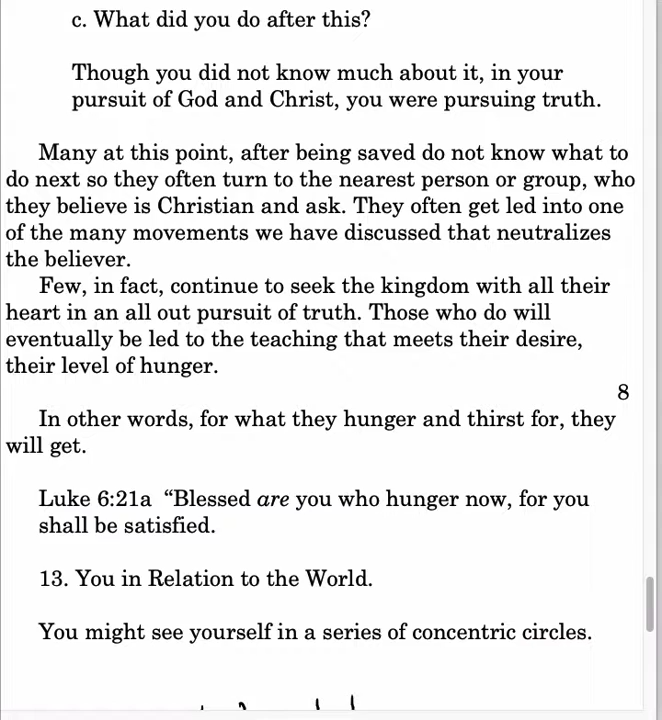 c. What did you do after this?
Though you did not know much about it, in your
pursuit of God and Christ, you were pursuing truth.
Many at this point, after being saved do not know what to
do next so they often turn to the nearest person or group, who
they believe is Christian and ask. They often get led into one
of the many movements we have discussed that neutralizes
the believer.
Few, in fact, continue to seek the kingdom with all their
heart in an all out pursuit of truth. Those who do will
eventually be led to the teaching that meets their desire,
their level of hunger.
8
In other words, for what they hunger and thirst for, they
will get.
Luke 6:21a “Blessed are you who hunger now, for you
shall be satisfied.
13. You in Relation to the World.
You might see yourself in a series of concentric circles.